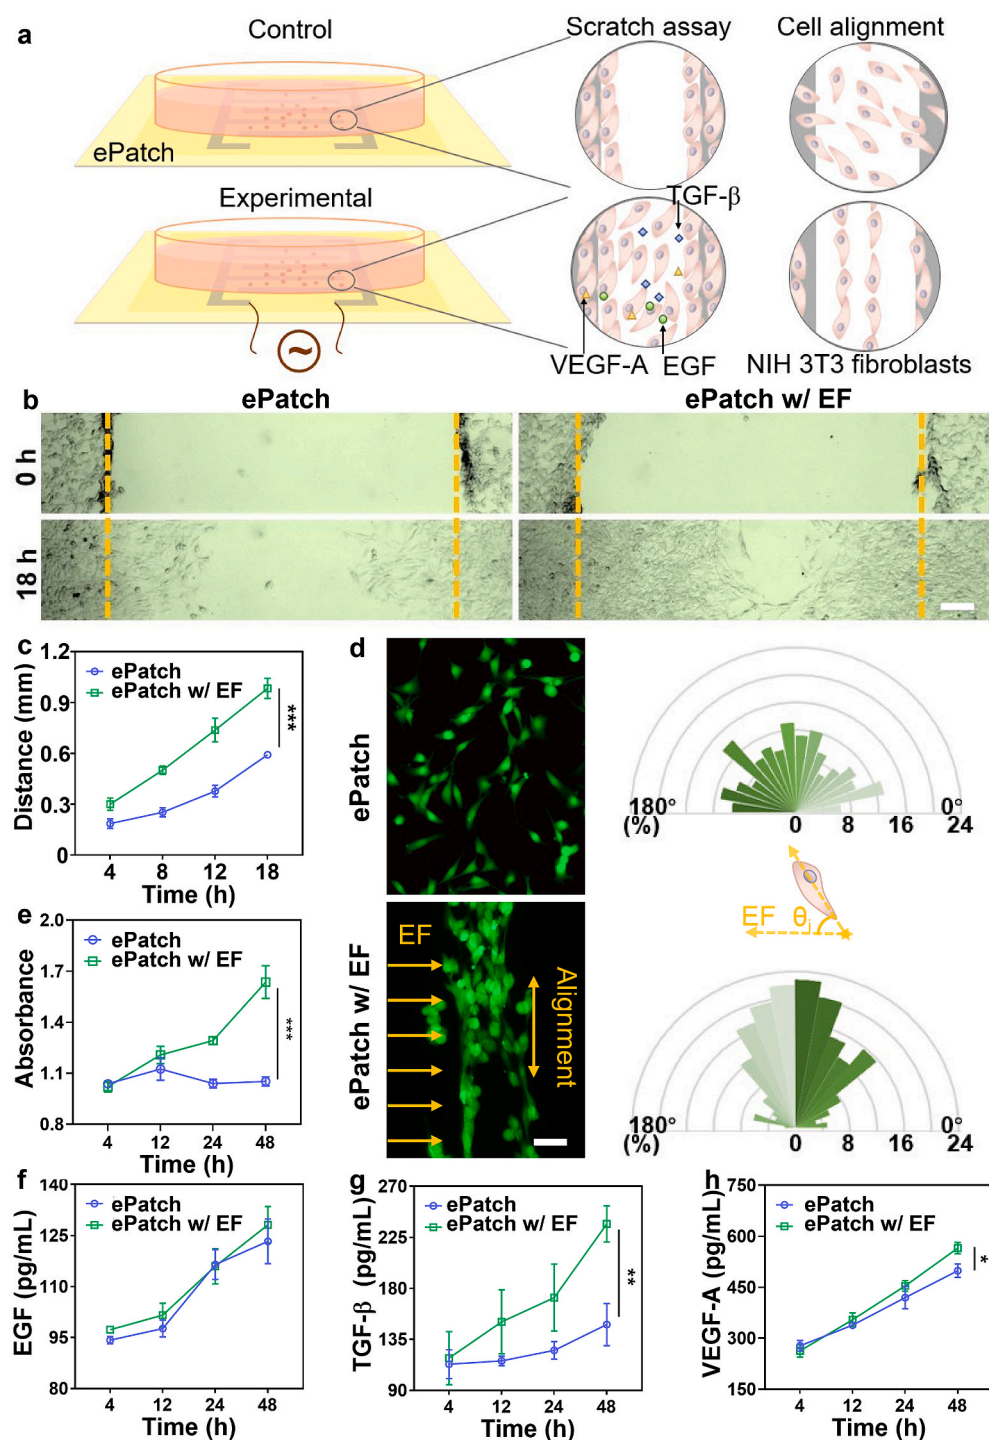 a
Control
Scratch assay
Cell alignment
ePatch
Experimental
TGF-β
~
VEGF-A
EGF
NIH 3T3 fibroblasts
b
ePatch
ePatch w/ EF
0 h
18 h
c
ePatch
ePatch w/ EF
***
Distance (mm)
1.2
0.9
0.6
0.3
0
4 8 12 18
Time (h)
d
ePatch
180°
0°
(%)
0 8 16 24
EF θi
ePatch w/ EF
EF
Alignment
180°
0°
(%)
0 8 16 24
e
ePatch
ePatch w/ EF
***
Absorbance
2.0
1.7
1.4
1.1
0.8
4 12 24 48
Time (h)
f
ePatch
ePatch w/ EF
EGF (pg/mL)
140
125
110
95
80
4 12 24 48
Time (h)
g
ePatch
ePatch w/ EF
**
TGF-β (pg/mL)
270
225
180
135
90
4 12 24 48
Time (h)
h
ePatch
ePatch w/ EF
*
VEGF-A (pg/mL)
750
600
450
300
150
4 12 24 48
Time (h)